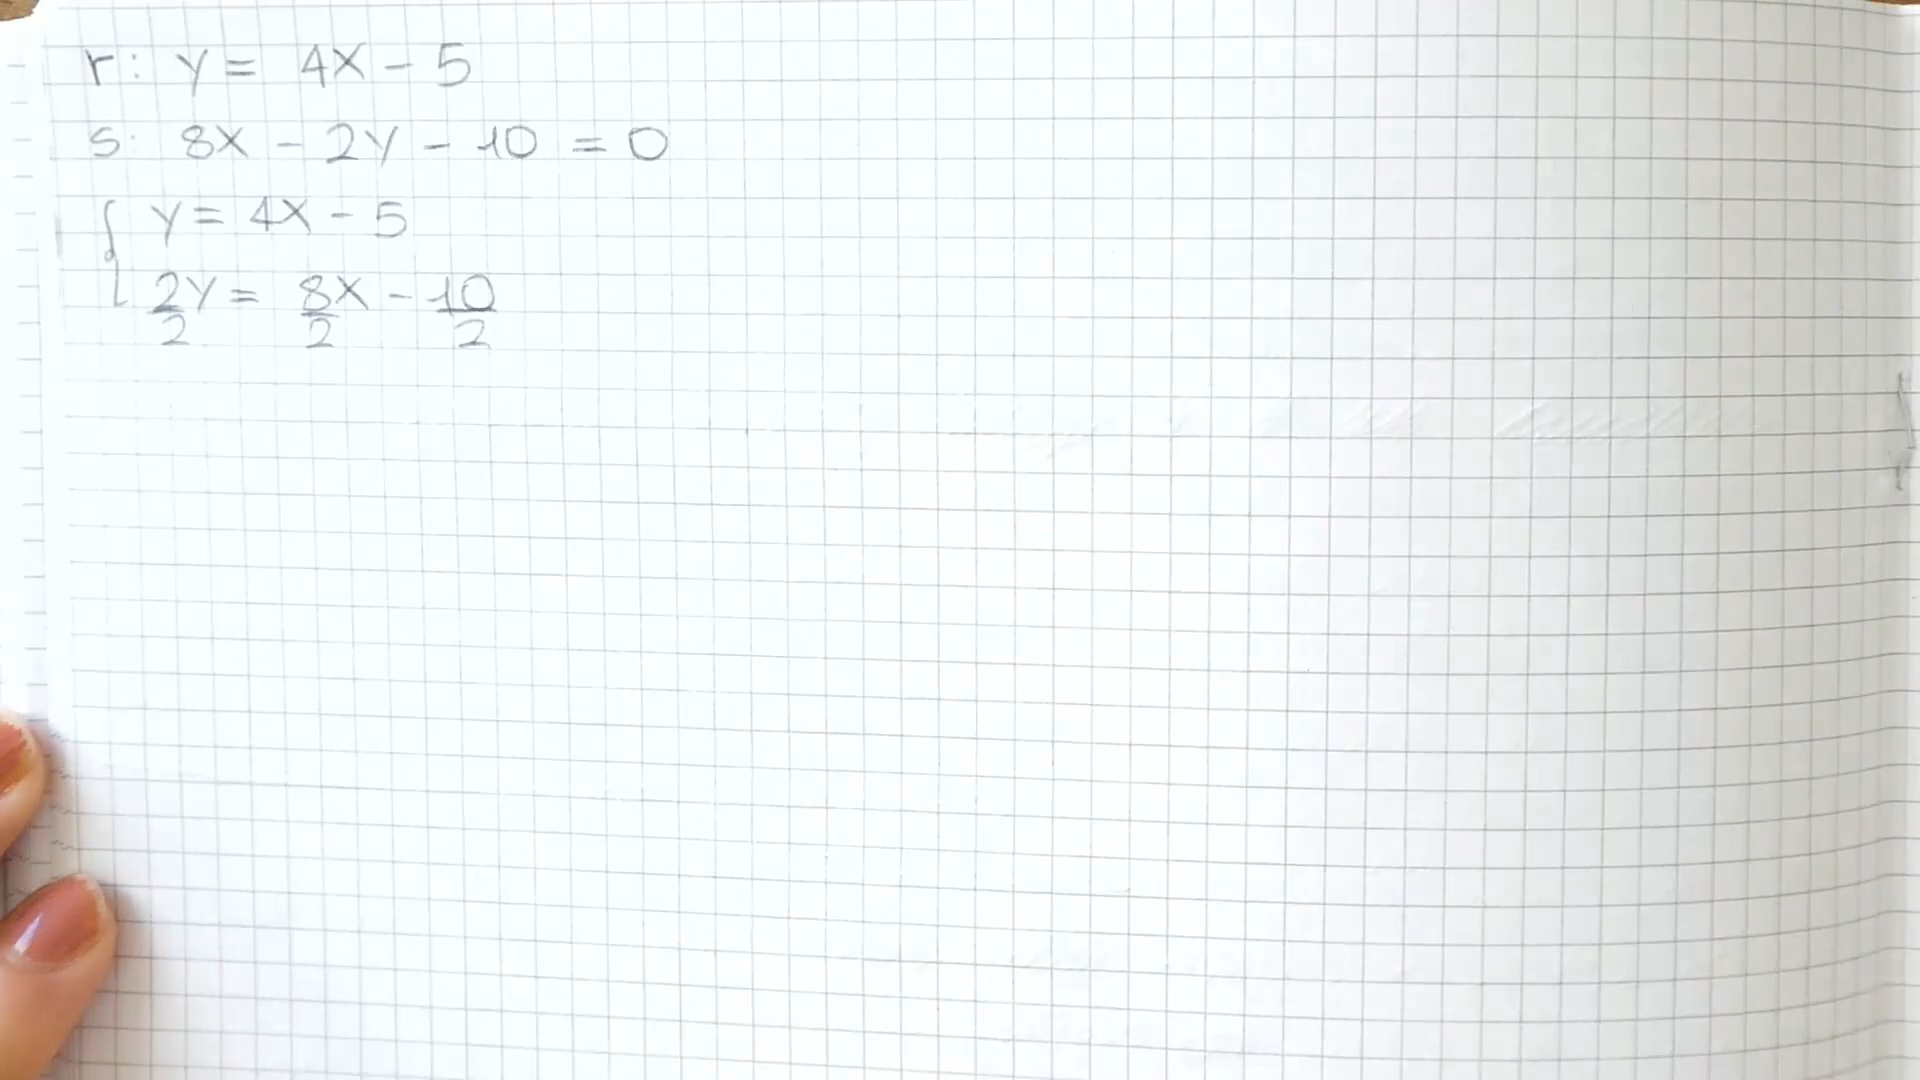 r: y = 4x - 5
s: 8x - 2y - 10 = 0
{ y = 4x - 5
2y/2 = 8x/2 - 10/2